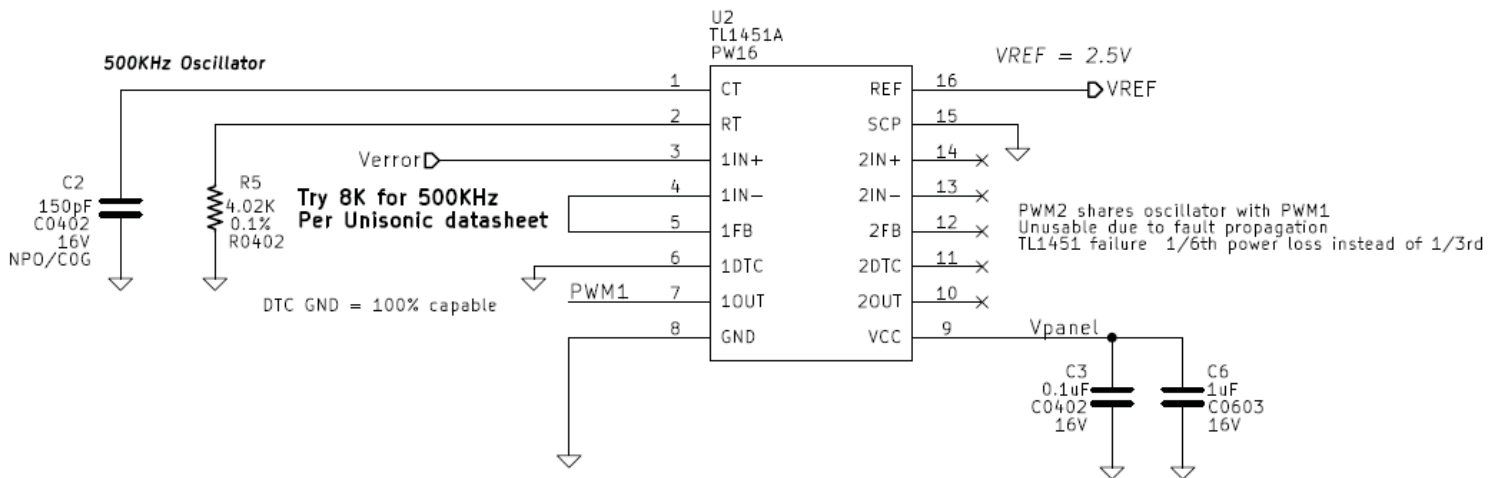 U2
TL1451A
PW16
500KHz Oscillator
VREF = 2.5V
1 CT REF 16 VREF
2 RT SCP 15
Verror 3 1IN+ 2IN+ 14
4 1IN- 2IN- 13
5 1FB 2FB 12
6 1DTC 2DTC 11
PWM1 7 1OUT 2OUT 10
8 GND VCC 9 Vpanel
C2
150pF
C0402
16V
NPO/C0G
R5
4.02K
0.1%
R0402
Try 8K for 500KHz
Per Unisonic datasheet
DTC GND = 100% capable
PWM2 shares oscillator with PWM1
Unusable due to fault propagation
TL1451 failure 1/6th power loss instead of 1/3rd
C3
0.1uF
C0402
16V
C6
1uF
C0603
16V